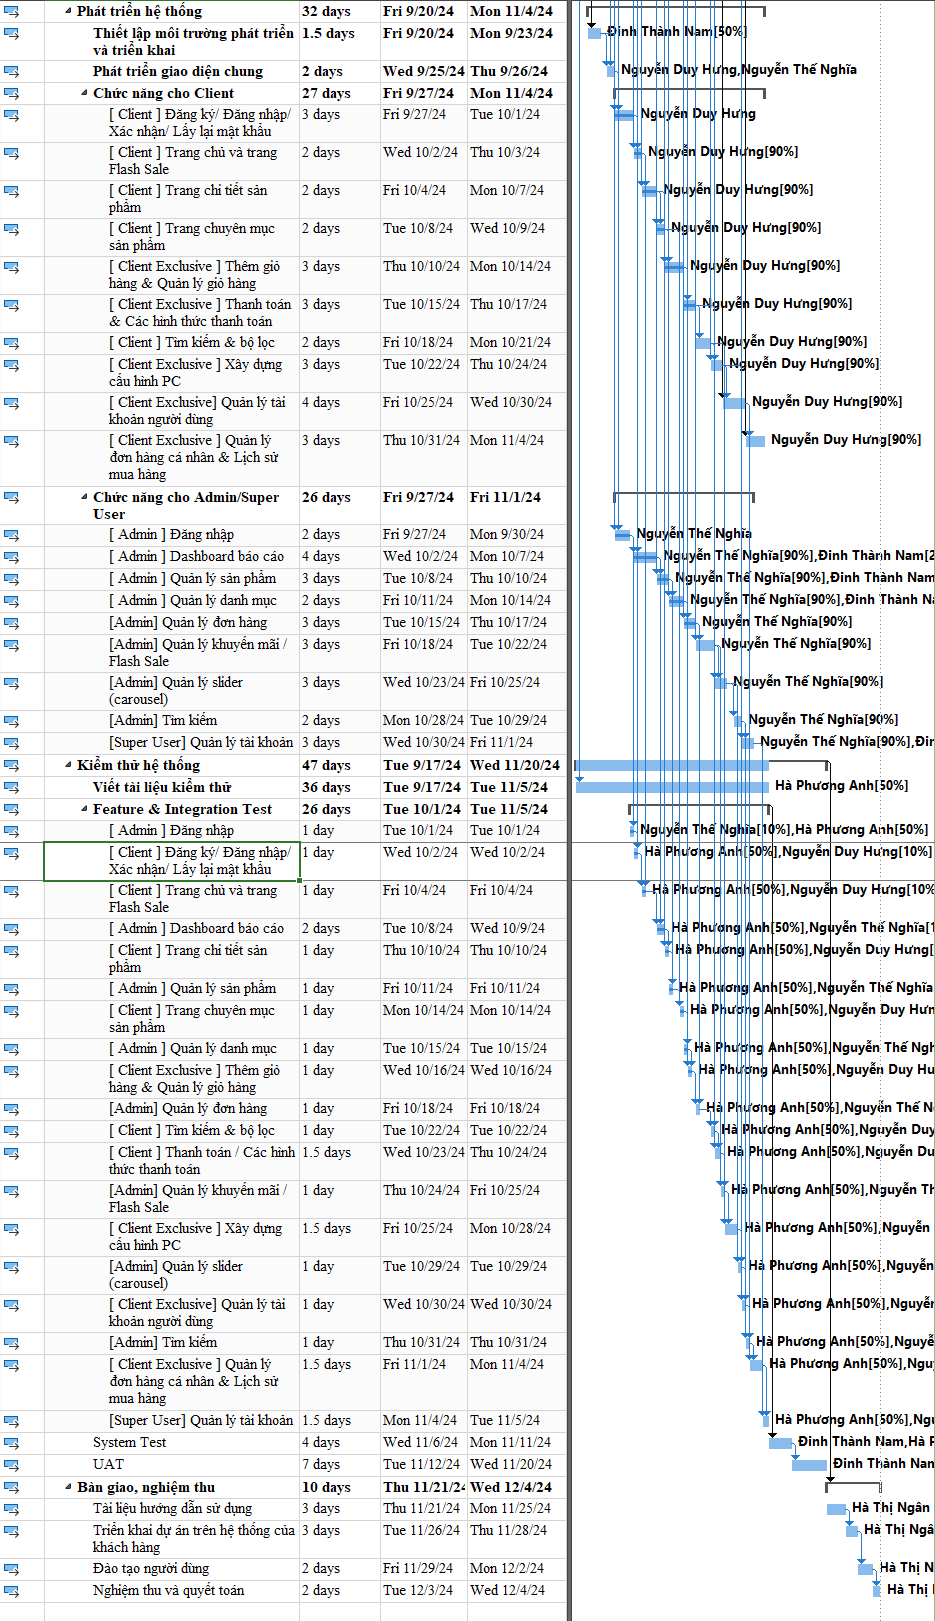 Phát triển hệ thống 32 days Fri 9/20/24 Mon 11/4/24
Thiết lập môi trường phát triển 1.5 days Fri 9/20/24 Mon 9/23/24 Đinh Thành Nam[50%]
và triển khai
Phát triển giao diện chung 2 days Wed 9/25/24 Thu 9/26/24 Nguyễn Duy Hưng,Nguyễn Thế Nghĩa
Chức năng cho Client 27 days Fri 9/27/24 Mon 11/4/24
[ Client ] Đăng ký/ Đăng nhập/ 3 days Fri 9/27/24 Tue 10/1/24 Nguyễn Duy Hưng
Xác nhận/ Lấy lại mật khẩu
[ Client ] Trang chủ và trang 2 days Wed 10/2/24 Thu 10/3/24 Nguyễn Duy Hưng[90%]
Flash Sale
[ Client ] Trang chi tiết sản 2 days Fri 10/4/24 Mon 10/7/24 Nguyễn Duy Hưng[90%]
phẩm
[ Client ] Trang chuyên mục 2 days Tue 10/8/24 Wed 10/9/24 Nguyễn Duy Hưng[90%]
sản phẩm
[ Client Exclusive ] Thêm giỏ 3 days Thu 10/10/24 Mon 10/14/24 Nguyễn Duy Hưng[90%]
hàng & Quản lý giỏ hàng
[ Client Exclusive ] Thanh toán 3 days Tue 10/15/24 Thu 10/17/24 Nguyễn Duy Hưng[90%]
& Các hình thức thanh toán
[ Client ] Tìm kiếm & bộ lọc 2 days Fri 10/18/24 Mon 10/21/24 Nguyễn Duy Hưng[90%]
[ Client Exclusive ] Xây dựng 3 days Tue 10/22/24 Thu 10/24/24 Nguyễn Duy Hưng[90%]
cấu hình PC
[ Client Exclusive] Quản lý tài 4 days Fri 10/25/24 Wed 10/30/24 Nguyễn Duy Hưng[90%]
khoản người dùng
[ Client Exclusive ] Quản lý 3 days Thu 10/31/24 Mon 11/4/24 Nguyễn Duy Hưng[90%]
đơn hàng cá nhân & Lịch sử
mua hàng
Chức năng cho Admin/Super 26 days Fri 9/27/24 Fri 11/1/24
User
[ Admin ] Đăng nhập 2 days Fri 9/27/24 Mon 9/30/24 Nguyễn Thế Nghĩa
[ Admin ] Dashboard báo cáo 4 days Wed 10/2/24 Mon 10/7/24 Nguyễn Thế Nghĩa[90%],Đinh Thành Nam[2
[ Admin ] Quản lý sản phẩm 3 days Tue 10/8/24 Thu 10/10/24 Nguyễn Thế Nghĩa[90%],Đinh Thành Nam
[ Admin ] Quản lý danh mục 2 days Fri 10/11/24 Mon 10/14/24 Nguyễn Thế Nghĩa[90%],Đinh Thành Na
[Admin] Quản lý đơn hàng 3 days Tue 10/15/24 Thu 10/17/24 Nguyễn Thế Nghĩa[90%]
[Admin] Quản lý khuyến mãi / 3 days Fri 10/18/24 Tue 10/22/24 Nguyễn Thế Nghĩa[90%]
Flash Sale
[Admin] Quản lý slider 3 days Wed 10/23/24 Fri 10/25/24 Nguyễn Thế Nghĩa[90%]
(carousel)
[Admin] Tìm kiếm 2 days Mon 10/28/24 Tue 10/29/24 Nguyễn Thế Nghĩa[90%]
[Super User] Quản lý tài khoản 3 days Wed 10/30/24 Fri 11/1/24 Nguyễn Thế Nghĩa[90%],Đin
Kiểm thử hệ thống 47 days Tue 9/17/24 Wed 11/20/24
Viết tài liệu kiểm thử 36 days Tue 9/17/24 Tue 11/5/24 Hà Phương Anh[50%]
Feature & Integration Test 26 days Tue 10/1/24 Tue 11/5/24
[ Admin ] Đăng nhập 1 day Tue 10/1/24 Tue 10/1/24 Nguyễn Thế Nghĩa[10%],Hà Phương Anh[50%]
[ Client ] Đăng ký/ Đăng nhập/ 1 day Wed 10/2/24 Wed 10/2/24 Hà Phương Anh[50%],Nguyễn Duy Hưng[10%]
Xác nhận/ Lấy lại mật khẩu
[ Client ] Trang chủ và trang 1 day Fri 10/4/24 Fri 10/4/24 Hà Phương Anh[50%],Nguyễn Duy Hưng[10%
Flash Sale
[ Admin ] Dashboard báo cáo 2 days Tue 10/8/24 Wed 10/9/24 Hà Phương Anh[50%],Nguyễn Thế Nghĩa[1
[ Client ] Trang chi tiết sản 1 day Thu 10/10/24 Thu 10/10/24 Hà Phương Anh[50%],Nguyễn Duy Hưng[
phẩm
[ Admin ] Quản lý sản phẩm 1 day Fri 10/11/24 Fri 10/11/24 Hà Phương Anh[50%],Nguyễn Thế Nghĩa
[ Client ] Trang chuyên mục 1 day Mon 10/14/24 Mon 10/14/24 Hà Phương Anh[50%],Nguyễn Duy Hưn
sản phẩm
[ Admin ] Quản lý danh mục 1 day Tue 10/15/24 Tue 10/15/24 Hà Phương Anh[50%],Nguyễn Thế Ngh
[ Client Exclusive ] Thêm giỏ 1 day Wed 10/16/24 Wed 10/16/24 Hà Phương Anh[50%],Nguyễn Duy Hu
hàng & Quản lý giỏ hàng
[Admin] Quản lý đơn hàng 1 day Fri 10/18/24 Fri 10/18/24 Hà Phương Anh[50%],Nguyễn Thế N
[ Client ] Tìm kiếm & bộ lọc 1 day Tue 10/22/24 Tue 10/22/24 Hà Phương Anh[50%],Nguyễn Duy
[ Client ] Thanh toán / Các hình 1.5 days Wed 10/23/24 Thu 10/24/24 Hà Phương Anh[50%],Nguyễn Du
thức thanh toán
[Admin] Quản lý khuyến mãi / 1 day Thu 10/24/24 Fri 10/25/24 Hà Phương Anh[50%],Nguyễn Th
Flash Sale
[ Client Exclusive ] Xây dựng 1.5 days Fri 10/25/24 Mon 10/28/24 Hà Phương Anh[50%],Nguyễn
cấu hình PC
[Admin] Quản lý slider 1 day Tue 10/29/24 Tue 10/29/24 Hà Phương Anh[50%],Nguyễn
(carousel)
[ Client Exclusive] Quản lý tài 1 day Wed 10/30/24 Wed 10/30/24 Hà Phương Anh[50%],Nguyễ
khoản người dùng
[Admin] Tìm kiếm 1 day Thu 10/31/24 Thu 10/31/24 Hà Phương Anh[50%],Nguyễ
[ Client Exclusive ] Quản lý 1.5 days Fri 11/1/24 Mon 11/4/24 Hà Phương Anh[50%],Ngu
đơn hàng cá nhân & Lịch sử
mua hàng
[Super User] Quản lý tài khoản 1.5 days Mon 11/4/24 Tue 11/5/24 Hà Phương Anh[50%],Ngu
System Test 4 days Wed 11/6/24 Mon 11/11/24 Đinh Thành Nam,Hà P
UAT 7 days Tue 11/12/24 Wed 11/20/24 Đinh Thành Nam
Bàn giao, nghiệm thu 10 days Thu 11/21/24 Wed 12/4/24
Tài liệu hướng dẫn sử dụng 3 days Thu 11/21/24 Mon 11/25/24 Hà Thị Ngân
Triển khai dự án trên hệ thống của 3 days Tue 11/26/24 Thu 11/28/24 Hà Thị Ngâ
khách hàng
Đào tạo người dùng 2 days Fri 11/29/24 Mon 12/2/24 Hà Thị N
Nghiệm thu và quyết toán 2 days Tue 12/3/24 Wed 12/4/24 Hà Thị